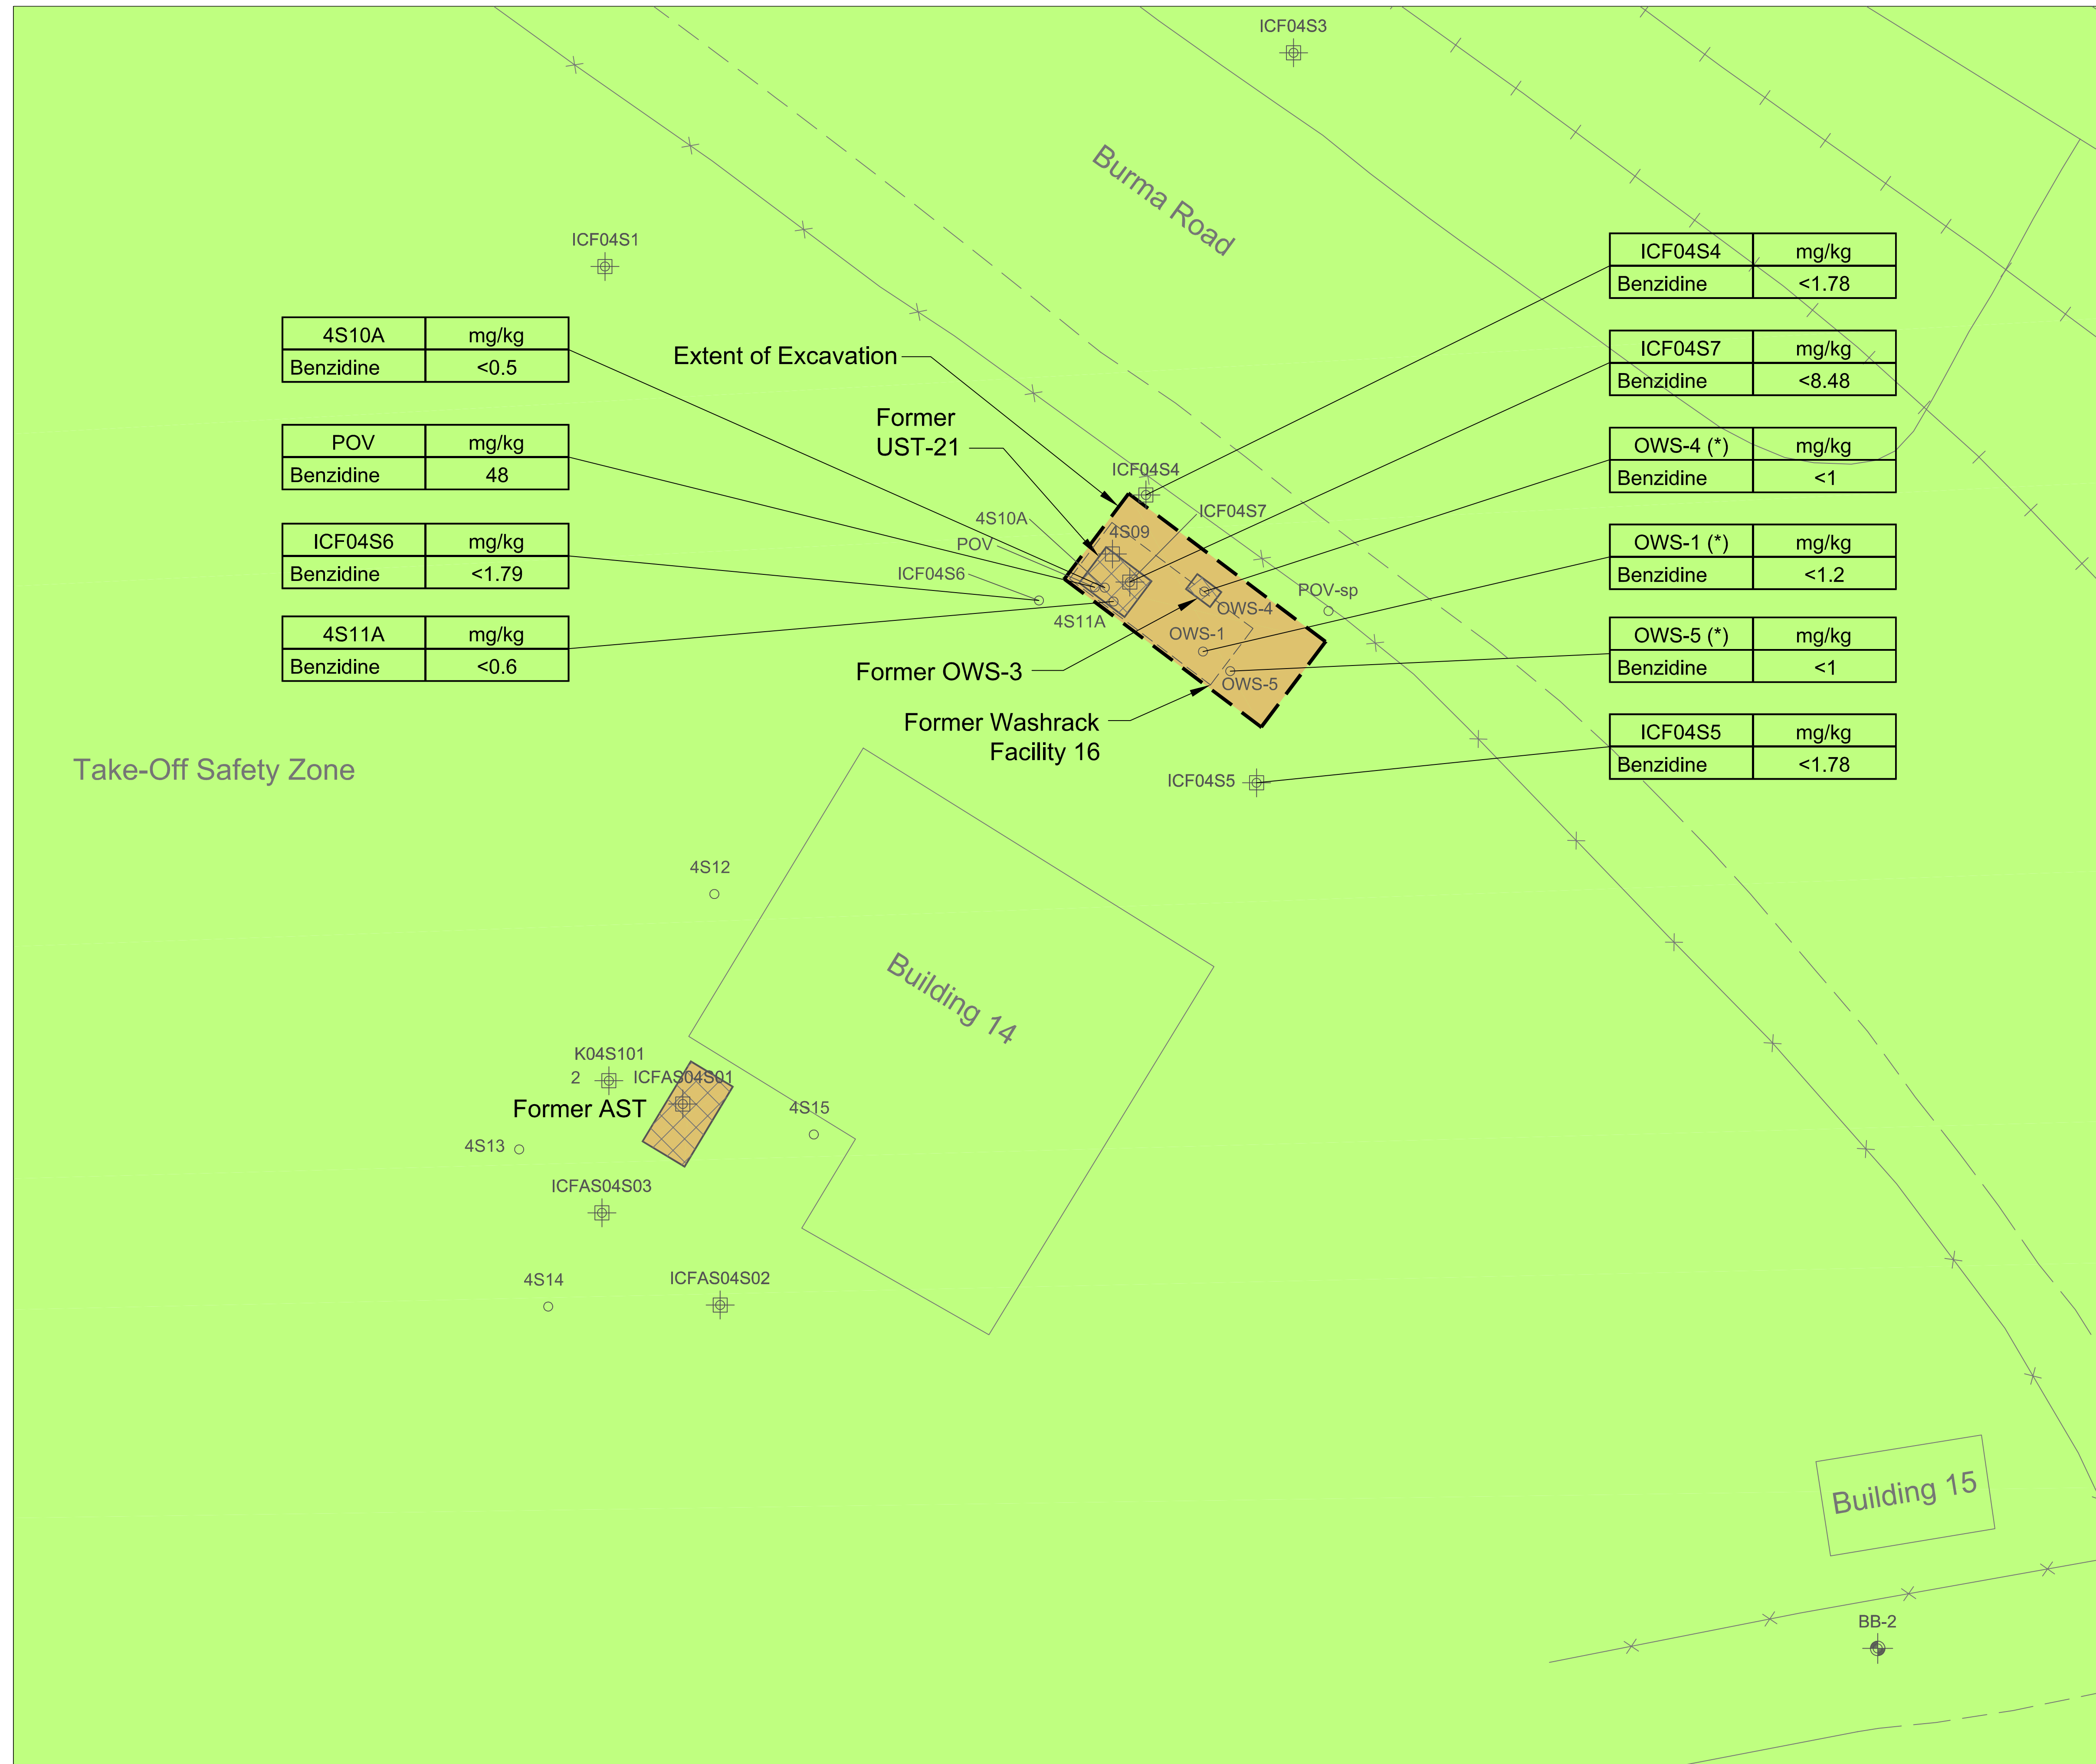 ICF04S3
Burma Road
ICF04S1
ICF04S4 mg/kg
Benzidine <1.78
4S10A mg/kg
Benzidine <0.5
Extent of Excavation
ICF04S7 mg/kg
Benzidine <8.48
Former
UST-21
POV mg/kg
Benzidine 48
OWS-4 (*) mg/kg
Benzidine <1
ICF04S4
ICF04S7
4S10A
4S09
POV
ICF04S6 mg/kg
Benzidine <1.79
OWS-1 (*) mg/kg
Benzidine <1.2
ICF04S6
POV-sp
OWS-4
4S11A
OWS-1
4S11A mg/kg
Benzidine <0.6
OWS-5 (*) mg/kg
Benzidine <1
Former OWS-3
OWS-5
Former Washrack
Facility 16
ICF04S5 mg/kg
Benzidine <1.78
Take-Off Safety Zone
ICF04S5
4S12
Building 14
K04S101
2
ICFAS04S01
Former AST
4S15
4S13
ICFAS04S03
4S14
ICFAS04S02
Building 15
BB-2